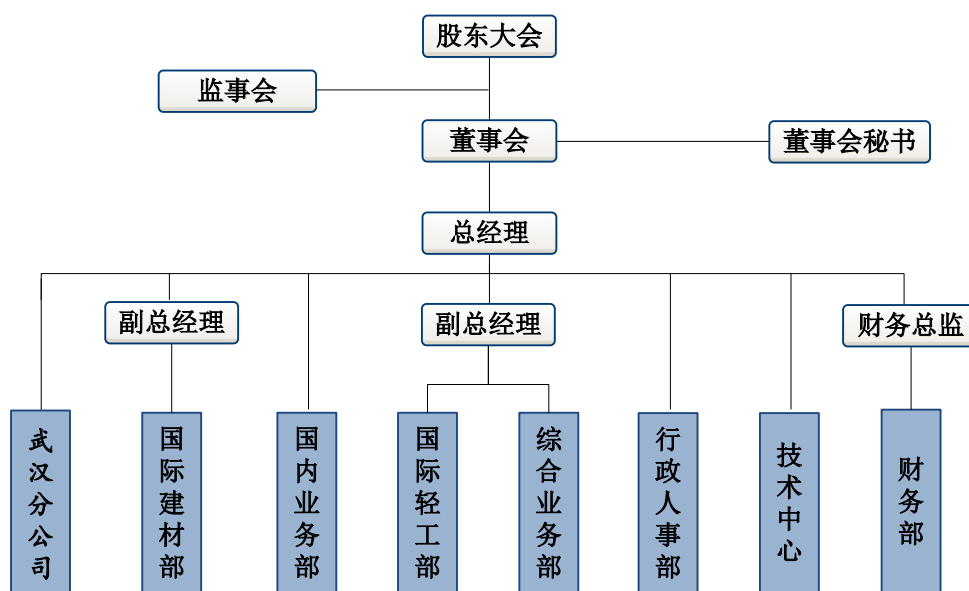 股东大会
监事会
董事会
董事会秘书
总经理
副总经理
副总经理
财务总监
武汉分公司
国际建材部
国内业务部
国际轻工部
综合业务部
行政人事部
技术中心
财务部